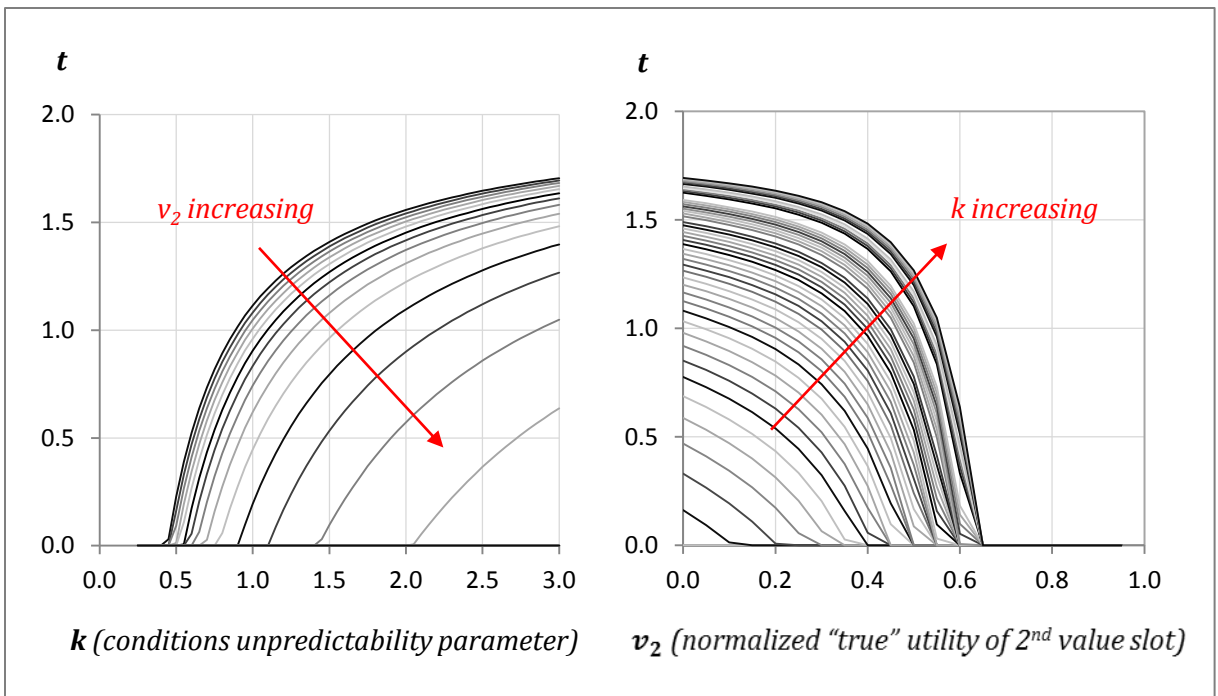 t
2.0
1.5
1.0
0.5
0.0
0.0 0.5 1.0 1.5 2.0 2.5 3.0
v2 increasing
k (conditions unpredictability parameter)
t
2.0
1.5
1.0
0.5
0.0
0.0 0.2 0.4 0.6 0.8 1.0
k increasing
v2 (normalized “true” utility of 2nd value slot)